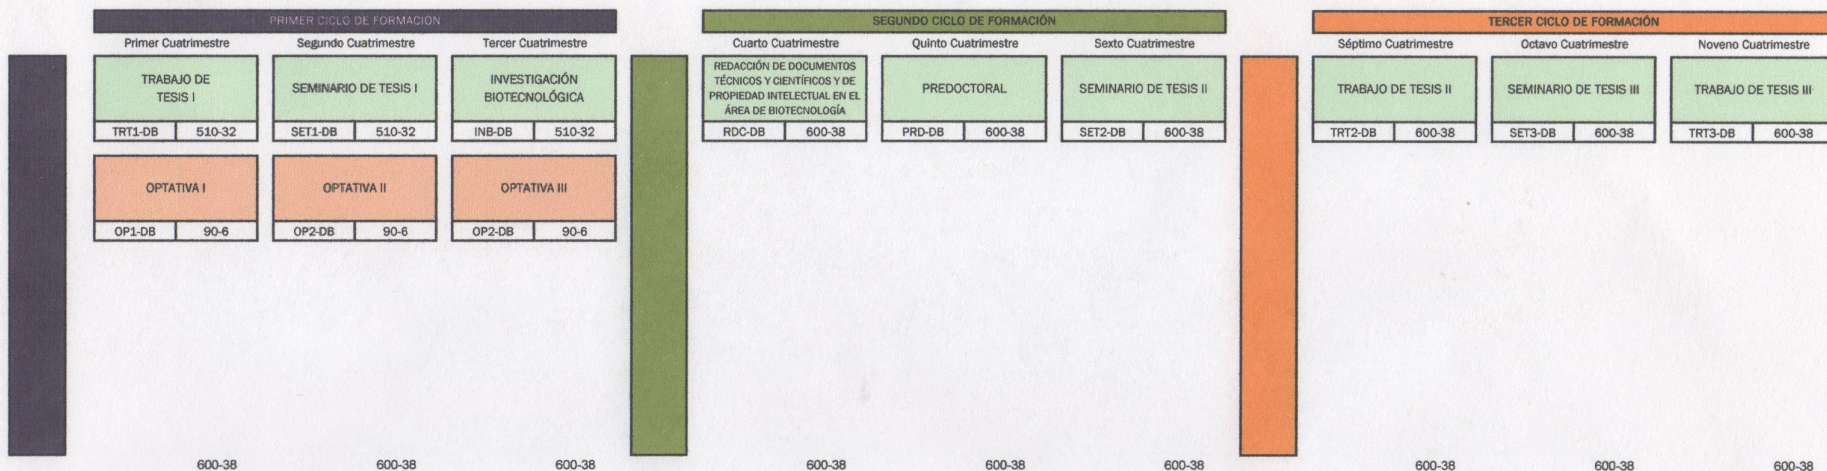 PRIMER CICLO DE FORMACION
SEGUNDO CICLO DE FORMACIÓN
TERCER CICLO DE FORMACIÓN
Primer Cuatrimestre
Segundo Cuatrimestre
Tercer Cuatrimestre
Cuarto Cuatrimestre
Quinto Cuatrimestre
Sexto Cuatrimestre
Séptimo Cuatrimestre
Octavo Cuatrimestre
Noveno Cuatrimestre
TRABAJO DE
TESIS I
TRT1-DB 510-32
SEMINARIO DE TESIS I
SET1-DB 510-32
INVESTIGACIÓN
BIOTECNOLÓGICA
INB-DB 510-32
REDACCIÓN DE DOCUMENTOS
TÉCNICOS Y CIENTÍFICOS Y DE
PROPIEDAD INTELECTUAL EN EL
ÁREA DE BIOTECNOLOGÍA
RDC-DB 600-38
PREDOCTORAL
PRD-DB 600-38
SEMINARIO DE TESIS II
SET2-DB 600-38
TRABAJO DE TESIS II
TRT2-DB 600-38
SEMINARIO DE TESIS III
SET3-DB 600-38
TRABAJO DE TESIS III
TRT3-DB 600-38
OPTATIVA I
OP1-DB 90-6
OPTATIVA II
OP2-DB 90-6
OPTATIVA III
OP2-DB 90-6
600-38
600-38
600-38
600-38
600-38
600-38
600-38
600-38
600-38